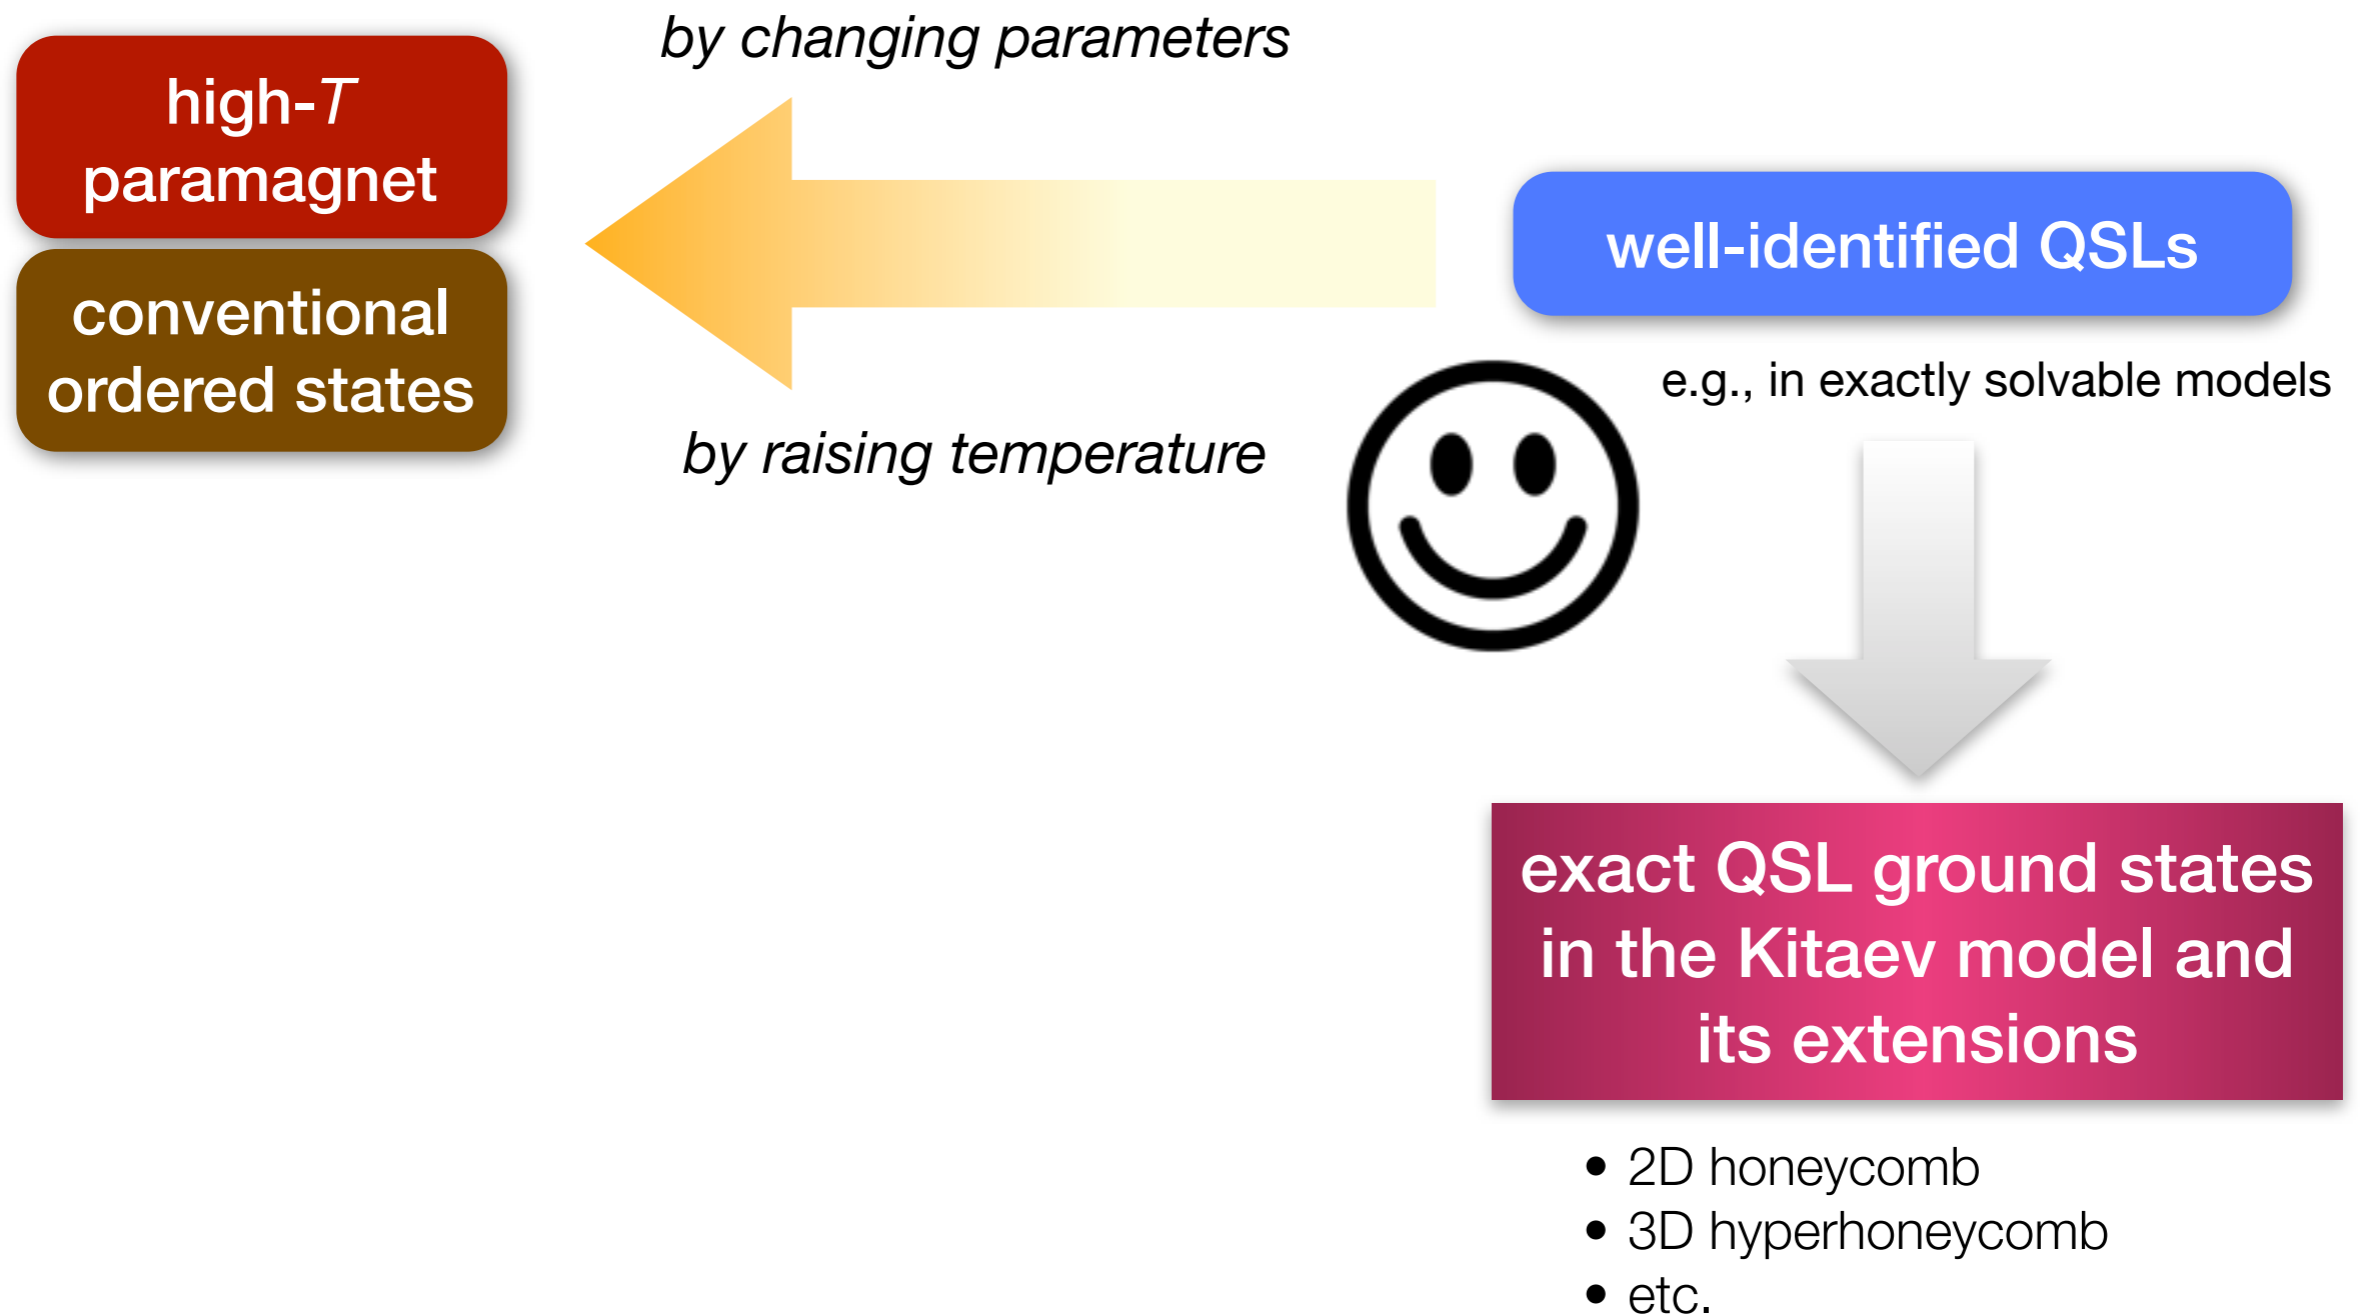 by changing parameters
high-T
paramagnet
conventional
ordered states
by raising temperature
well-identified QSLs
e.g., in exactly solvable models
exact QSL ground states
in the Kitaev model and
its extensions
• 2D honeycomb
• 3D hyperhoneycomb
• etc.